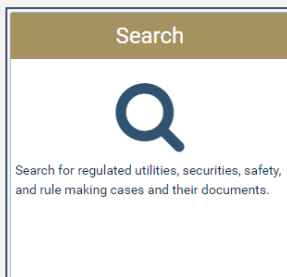 Search
Search for regulated utilities, securities, safety,
and rule making cases and their documents.